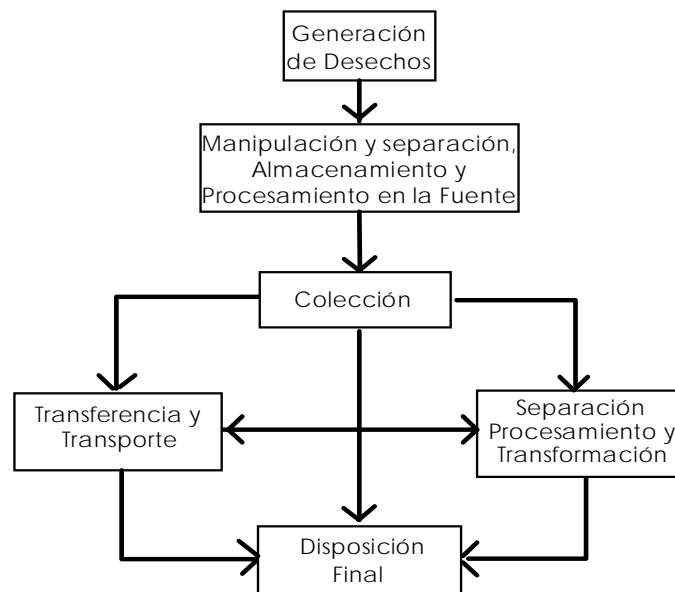 Generación
de Desechos
Manipulación y separación,
Almacenamiento y
Procesamiento en la Fuente
Colección
Transferencia y
Transporte
Separación
Procesamiento y
Transformación
Disposición
Final